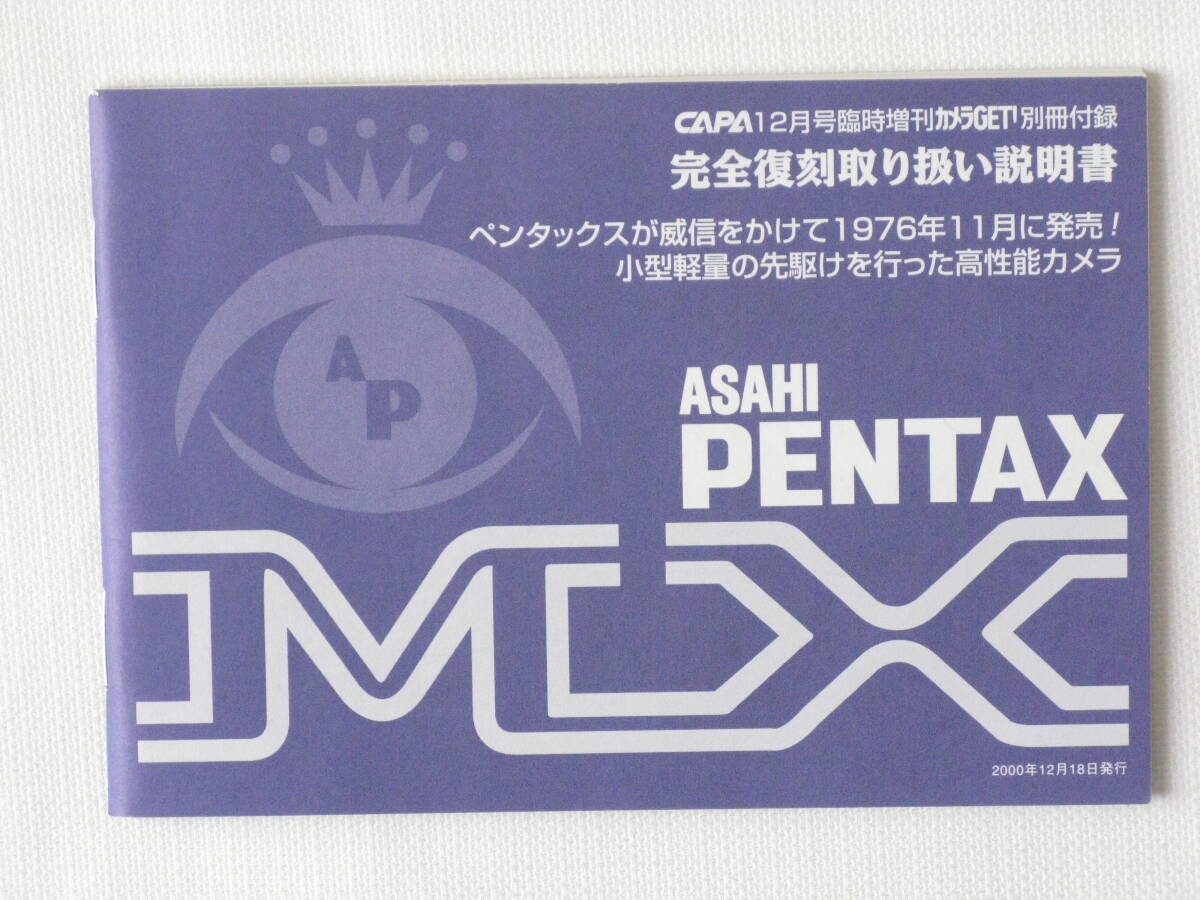 CAPA12月号臨時増刊カメラGET!別冊付録
完全復刻取り扱い説明書
ペンタックスが威信をかけて1976年11月に発売!
小型軽量の先駆けを行った高性能カメラ
AP
ASAHI
PENTAX
MX
2000年12月18日発行